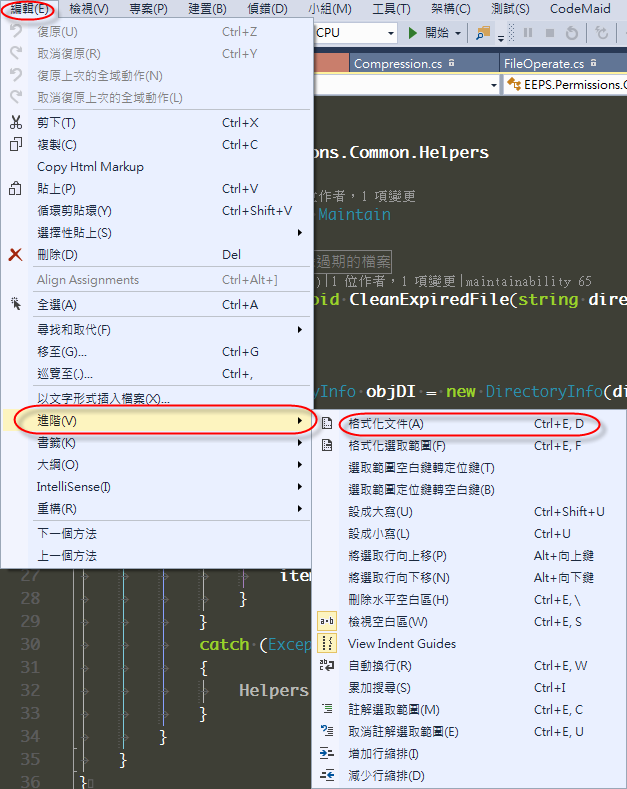 編輯(E) 檢視(V) 專案(P) 建置(B) 偵錯(D) 小組(M) 工具(T) 架構(C) 測試(S) CodeMaid
復原(U) Ctrl+Z
CPU 開始
取消復原(R) Ctrl+Y
Compression.cs FileOperate.cs
復原上次的全域動作(N)
EEPS.Permissions.C
取消復原上次的全域動作(L)
剪下(T) Ctrl+X
複製(C) Ctrl+C
ons.Common.Helpers
Copy Html Markup
貼上(P) Ctrl+V
位作者，1 項變更
循環剪貼環(Y) Ctrl+Shift+V
Maintain
選擇性貼上(S)
刪除(D) Del
過期的檔案
Align Assignments Ctrl+Alt+]
)|1 位作者，1 項變更|maintainability 65
全選(A) Ctrl+A
oid CleanExpiredFile(string dire
尋找和取代(F)
移至(G)... Ctrl+G
巡覽至(.)... Ctrl+,
以文字形式插入檔案(X)...
yInfo objDI = new DirectoryInfo(di
進階(V)
書籤(K)
大綱(O)
IntelliSense(I)
重構(R)
下一個方法
上一個方法
格式化文件(A) Ctrl+E, D
格式化選取範圍(F) Ctrl+E, F
選取範圍空白鍵轉定位鍵(T)
選取範圍定位鍵轉空白鍵(B)
設成大寫(U) Ctrl+Shift+U
設成小寫(L) Ctrl+U
將選取行向上移(P) Alt+向上鍵
將選取行向下移(N) Alt+向下鍵
刪除水平空白區(H) Ctrl+E, \
檢視空白區(W) Ctrl+E, S
View Indent Guides
自動換行(R) Ctrl+E, W
累加搜尋(S) Ctrl+I
註解選取範圍(M) Ctrl+E, C
取消註解選取範圍(E) Ctrl+E, U
增加行縮排(I)
減少行縮排(D)
27 item
28 }
29 }
30 catch (Excep
31 {
32 Helpers
33 }
34 }
35 }
36 }